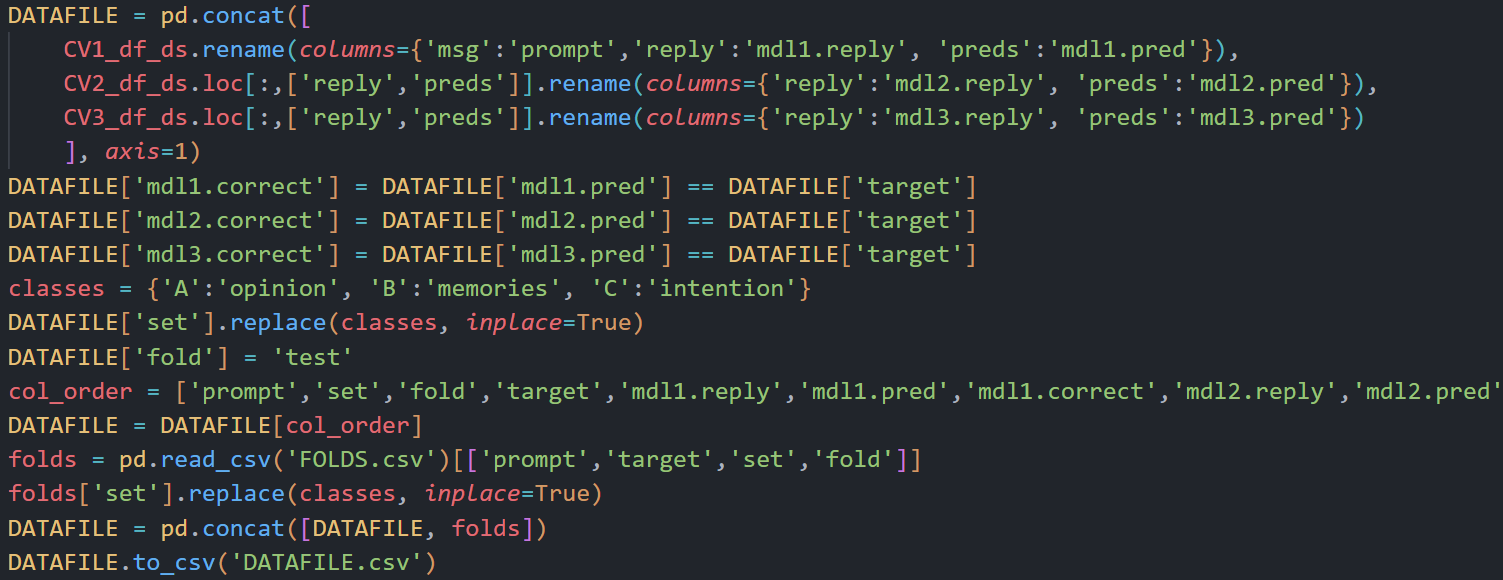 DATAFILE = pd.concat([
    CV1_df_ds.rename(columns={'msg':'prompt','reply':'mdl1.reply', 'preds':'mdl1.pred'}),
    CV2_df_ds.loc[:,['reply','preds']].rename(columns={'reply':'mdl2.reply', 'preds':'mdl2.pred'}),
    CV3_df_ds.loc[:,['reply','preds']].rename(columns={'reply':'mdl3.reply', 'preds':'mdl3.pred'})
    ], axis=1)
DATAFILE['mdl1.correct'] = DATAFILE['mdl1.pred'] == DATAFILE['target']
DATAFILE['mdl2.correct'] = DATAFILE['mdl2.pred'] == DATAFILE['target']
DATAFILE['mdl3.correct'] = DATAFILE['mdl3.pred'] == DATAFILE['target']
classes = {'A':'opinion', 'B':'memories', 'C':'intention'}
DATAFILE['set'].replace(classes, inplace=True)
DATAFILE['fold'] = 'test'
col_order = ['prompt','set','fold','target','mdl1.reply','mdl1.pred','mdl1.correct','mdl2.reply','mdl2.pred'
DATAFILE = DATAFILE[col_order]
folds = pd.read_csv('FOLDS.csv')[['prompt','target','set','fold']]
folds['set'].replace(classes, inplace=True)
DATAFILE = pd.concat([DATAFILE, folds])
DATAFILE.to_csv('DATAFILE.csv')